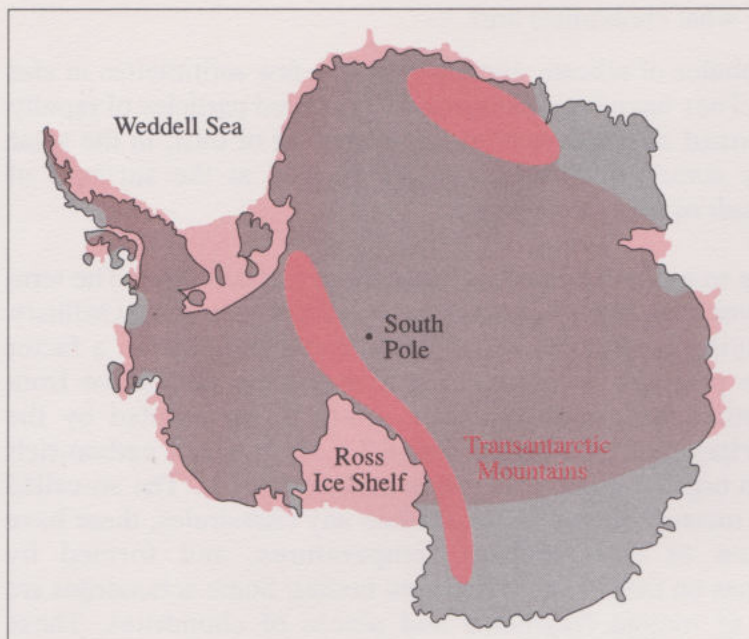 Weddell Sea
South
Pole
Ross
Ice Shelf
Transantarctic
Mountains